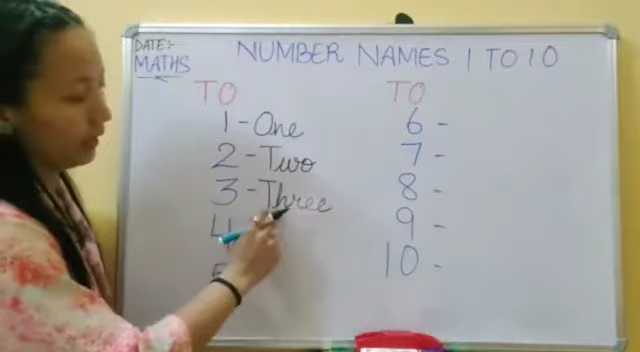 DATE:-
MATHS
NUMBER NAMES 1 TO 10
TO
1 - One
2 - Two
3 - Three
4
TO
6 -
7 -
8 -
9 -
10 -